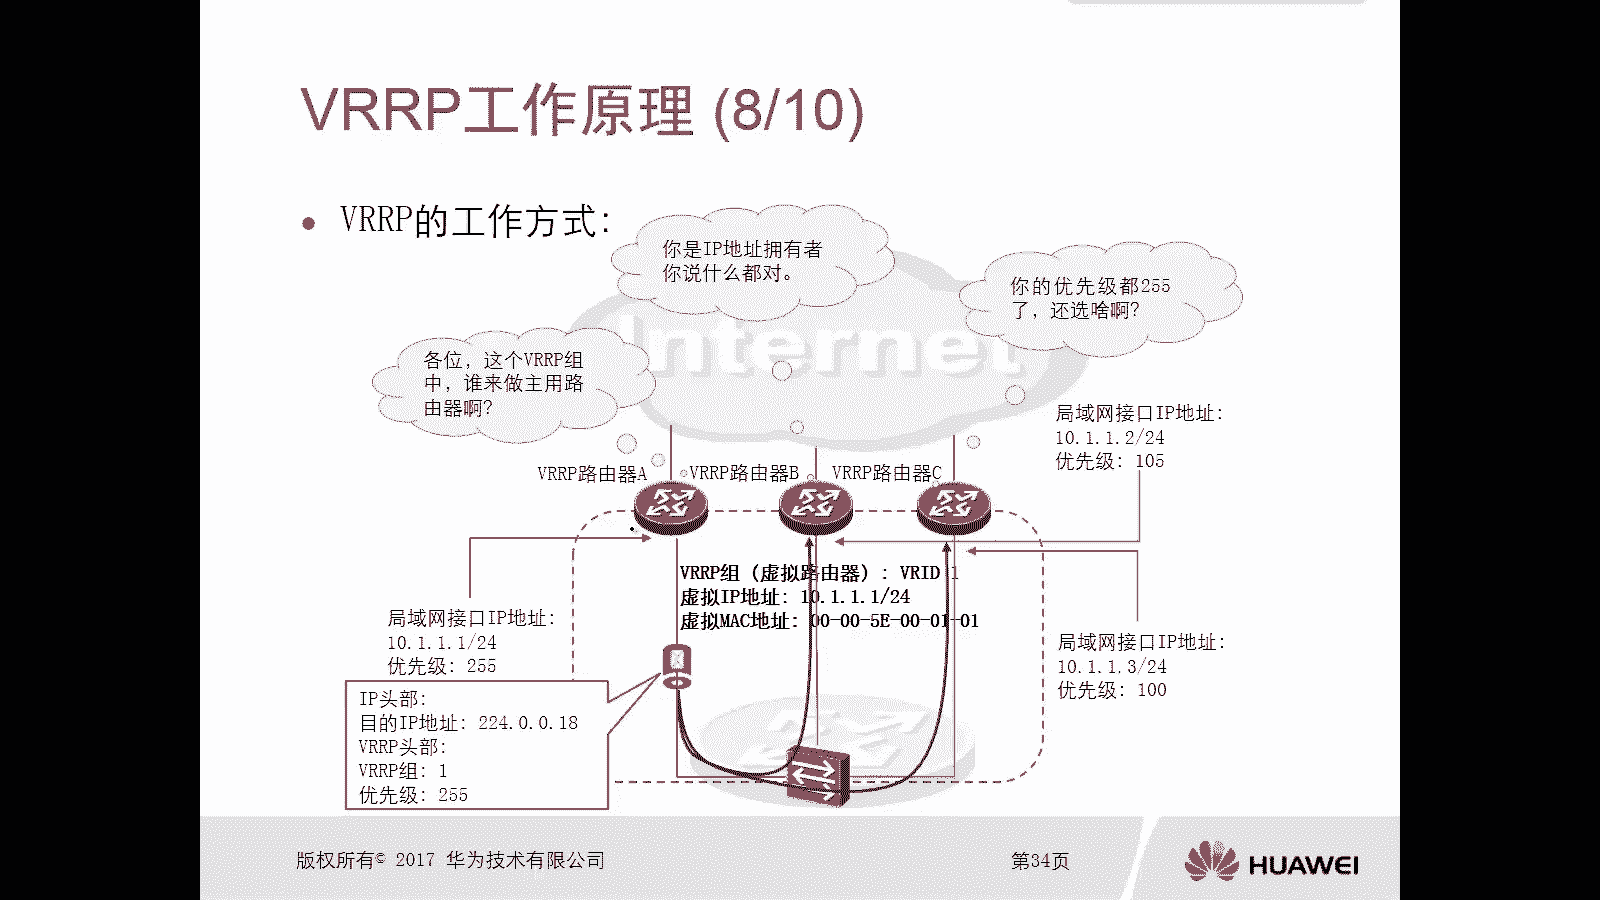 VRRP工作原理 (8/10)
VRRP的工作方式：
你是IP地址拥有者
你说什么都对。
你的优先级都255
了，还选啥啊？
各位，这个VRRP组
中，谁来做主用路
由器啊？
Internet
局域网接口IP地址：
10.1.1.2/24
优先级：105
VRRP路由器A
VRRP路由器B
VRRP路由器C
VRRP组（虚拟路由器）：VRID 1
虚拟IP地址：10.1.1.1/24
虚拟MAC地址：00-00-5E-00-01-01
局域网接口IP地址：
10.1.1.1/24
优先级：255
局域网接口IP地址：
10.1.1.3/24
优先级：100
IP头部：
目的IP地址：224.0.0.18
VRRP头部：
VRRP组：1
优先级：255
版权所有© 2017 华为技术有限公司
第34页
HUAWEI